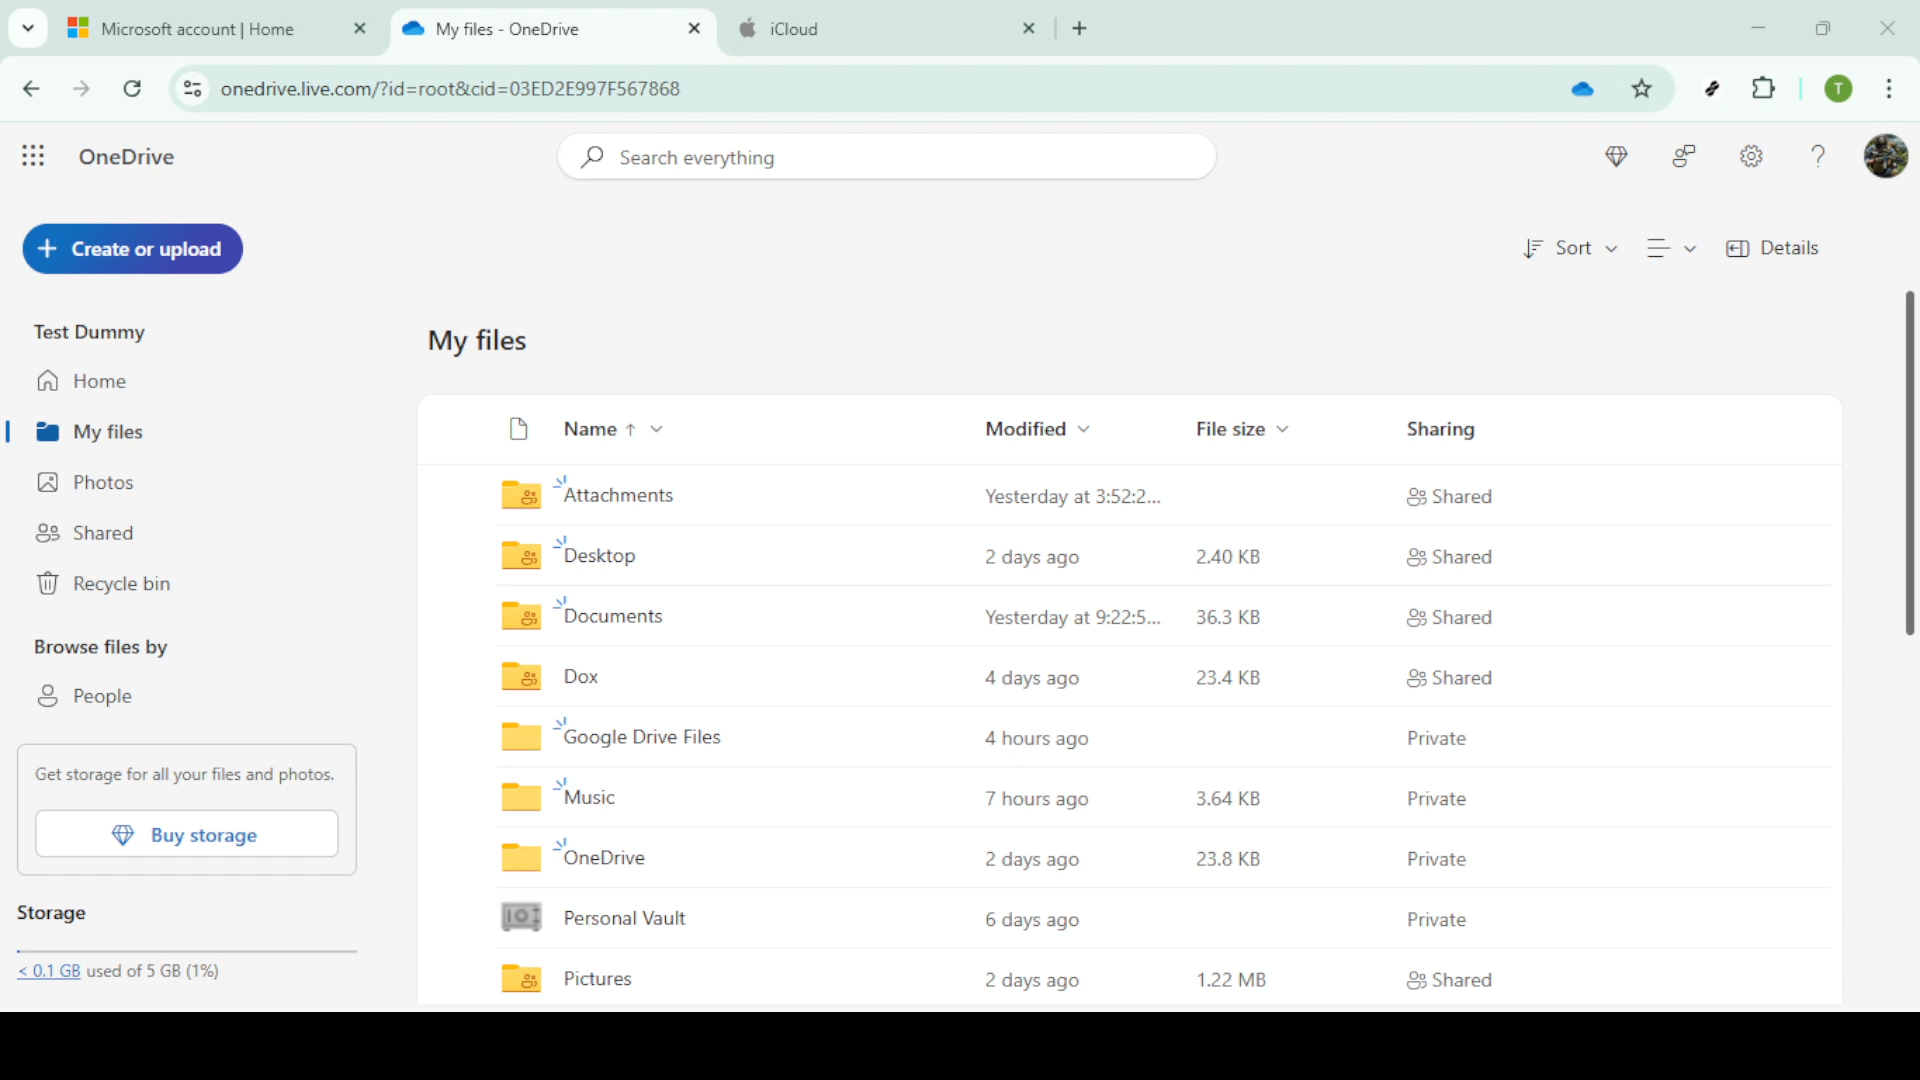 Microsoft account | Home
My files - OneDrive
iCloud
onedrive.live.com/?id=root&cid=03ED2E997F567868
T
OneDrive
Search everything
Create or upload
Sort
Details
Test Dummy
Home
My files
Photos
Shared
Recycle bin
Browse files by
People
Get storage for all your files and photos.
Buy storage
Storage
< 0.1 GB used of 5 GB (1%)
My files
Name Modified File size Sharing
Attachments Yesterday at 3:52:2... Shared
Desktop 2 days ago 2.40 KB Shared
Documents Yesterday at 9:22:5... 36.3 KB Shared
Dox 4 days ago 23.4 KB Shared
Google Drive Files 4 hours ago Private
Music 7 hours ago 3.64 KB Private
OneDrive 2 days ago 23.8 KB Private
Personal Vault 6 days ago Private
Pictures 2 days ago 1.22 MB Shared